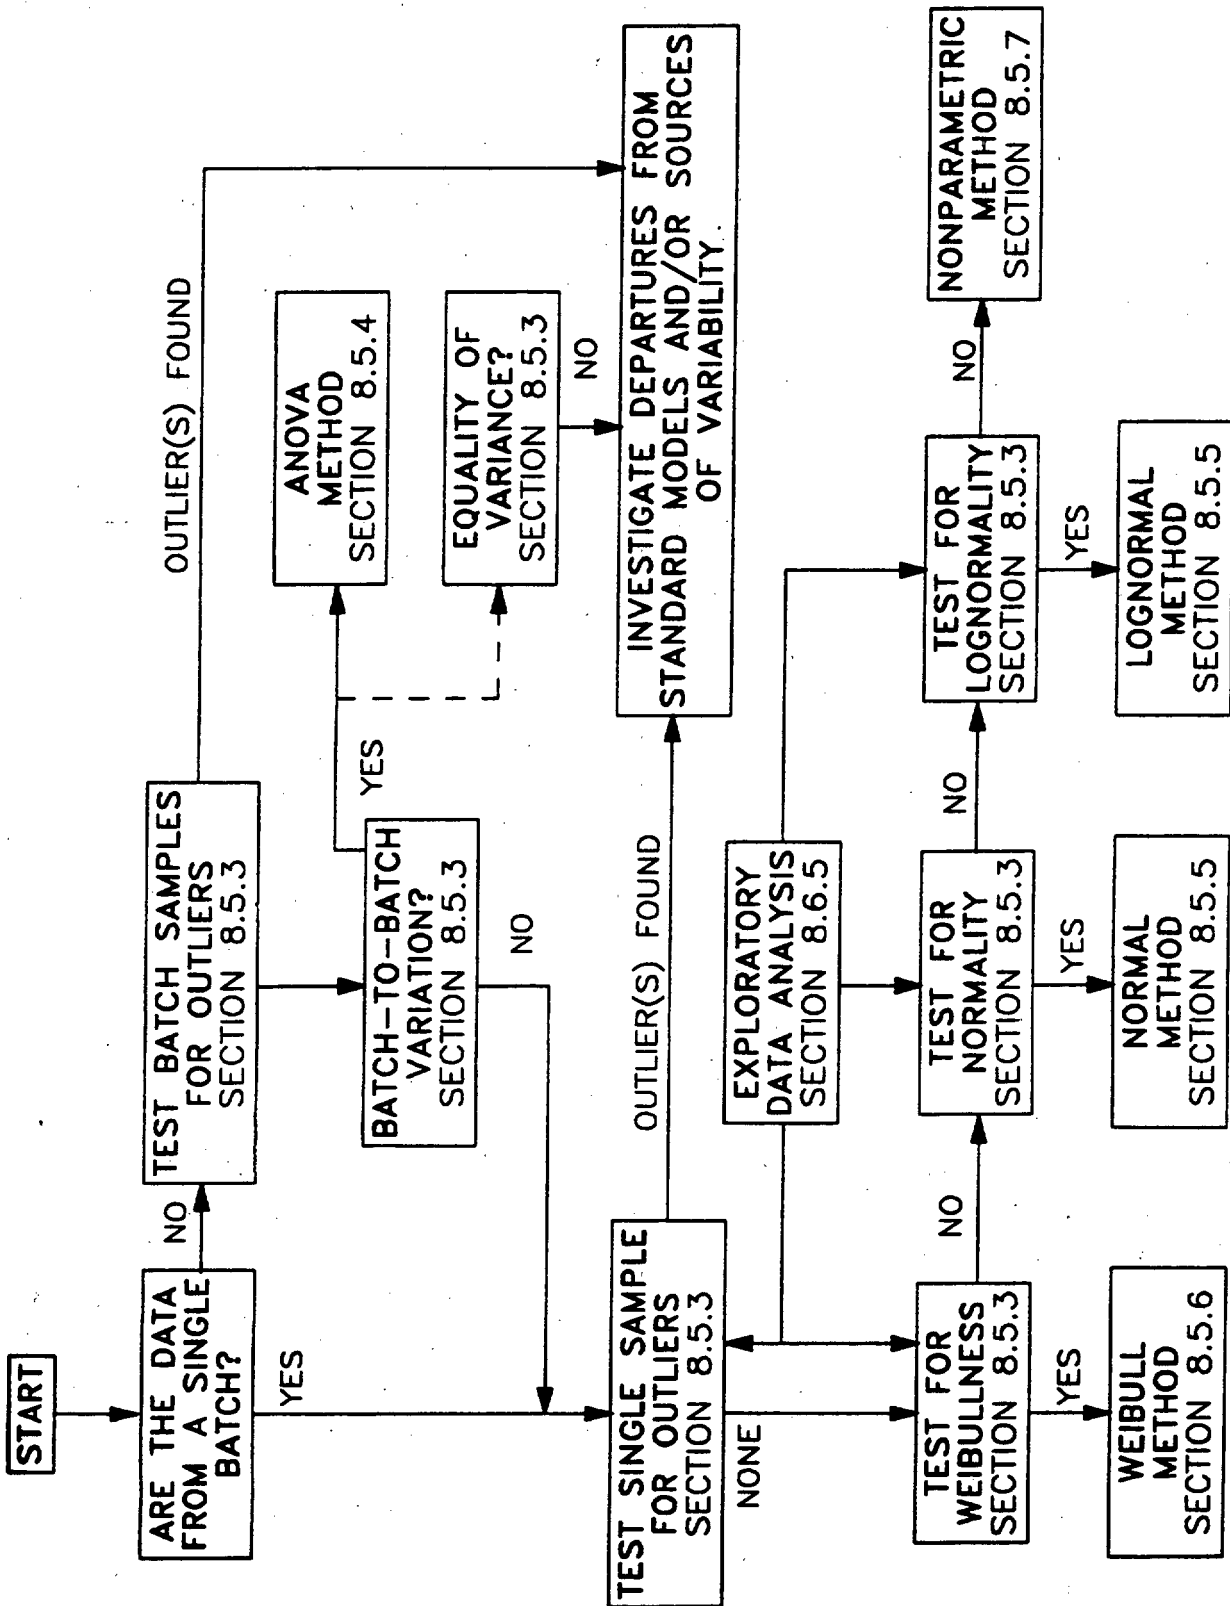 START
ARE THE DATA
FROM A SINGLE
BATCH?
NO
YES
TEST BATCH SAMPLES
FOR OUTLIERS
SECTION 8.5.3
OUTLIER(S) FOUND
BATCH-TO-BATCH
VARIATION?
SECTION 8.5.3
YES
NO
ANOVA
METHOD
SECTION 8.5.4
EQUALITY OF
VARIANCE?
SECTION 8.5.3
NO
TEST SINGLE SAMPLE
FOR OUTLIERS
SECTION 8.5.3
OUTLIER(S) FOUND
NONE
INVESTIGATE DEPARTURES FROM
STANDARD MODELS AND/OR SOURCES
OF VARIABILITY.
EXPLORATORY
DATA ANALYSIS
SECTION 8.6.5
TEST FOR
WEIBULLNESS
SECTION 8.5.3
NO
YES
TEST FOR
NORMALITY
SECTION 8.5.3
NO
YES
TEST FOR
LOGNORMALITY
SECTION 8.5.3
NO
YES
NONPARAMETRIC
METHOD
SECTION 8.5.7
WEIBULL
METHOD
SECTION 8.5.6
NORMAL
METHOD
SECTION 8.5.5
LOGNORMAL
METHOD
SECTION 8.5.5